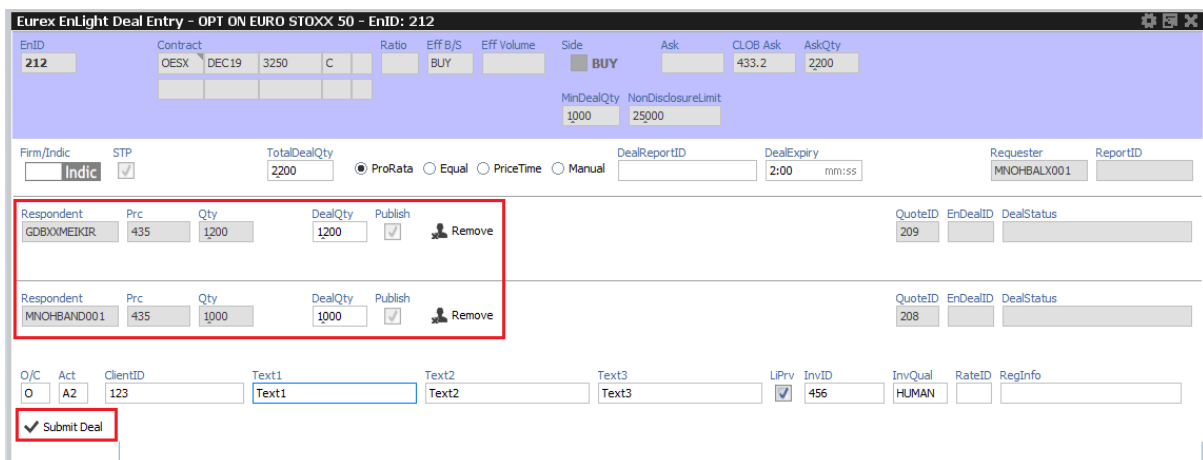 Eurex EnLight Deal Entry - OPT ON EURO STOXX 50 - EnID: 212
EnID Contract Ratio Eff B/S Eff Volume Side Ask CLOB Ask AskQty
212 OESX DEC19 3250 C BUY BUY 433.2 2200
MinDealQty NonDisclosureLimit
1000 25000
Firm/Indic STP TotalDealQty DealReportID DealExpiry Requester ReportID
Indic 2200 ProRata Equal PriceTime Manual 2:00 mm:ss MNOHBALX001
Respondent Prc Qty DealQty Publish QuoteID EnDealID DealStatus
GDBXXMEIKIR 435 1200 1200 Remove 209
Respondent Prc Qty DealQty Publish QuoteID EnDealID DealStatus
MNOHBAND001 435 1000 1000 Remove 208
O/C Act ClientID Text1 Text2 Text3 LiPrv InvID InvQual RateID RegInfo
O A2 123 Text1 Text2 Text3 456 HUMAN
Submit Deal